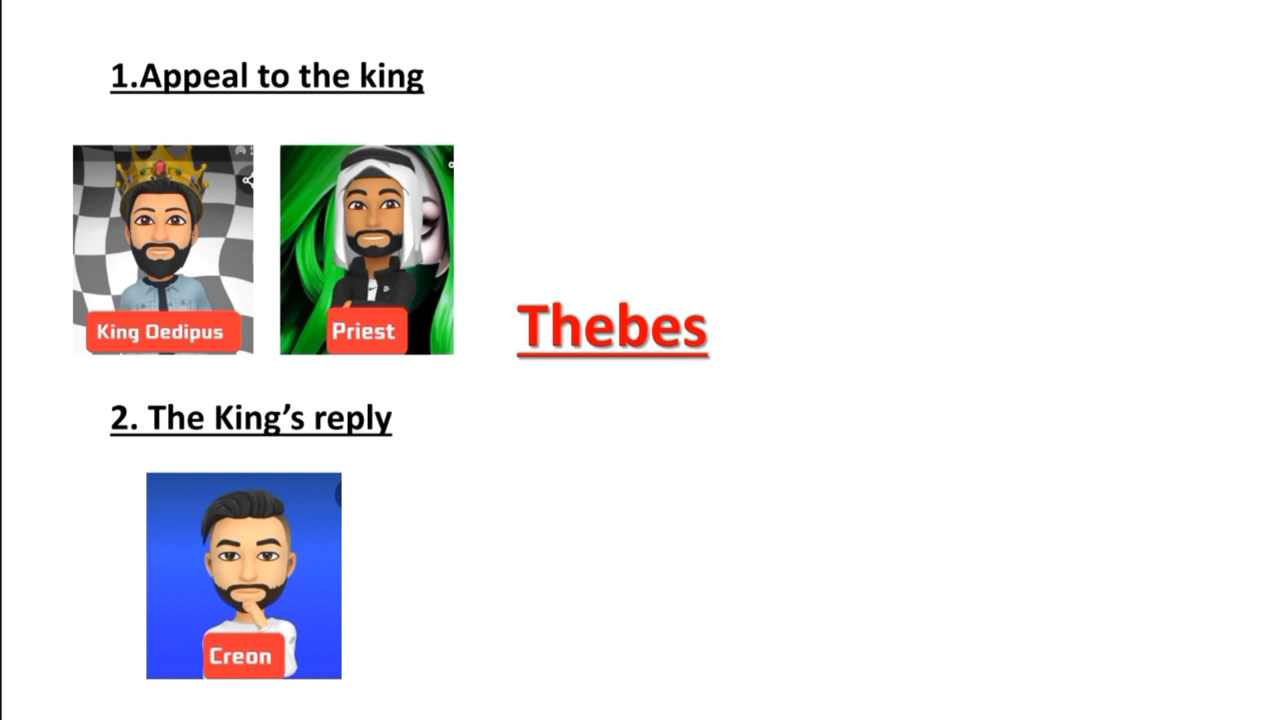 1.Appeal to the king
King Oedipus
Priest
Thebes
2. The King’s reply
Creon